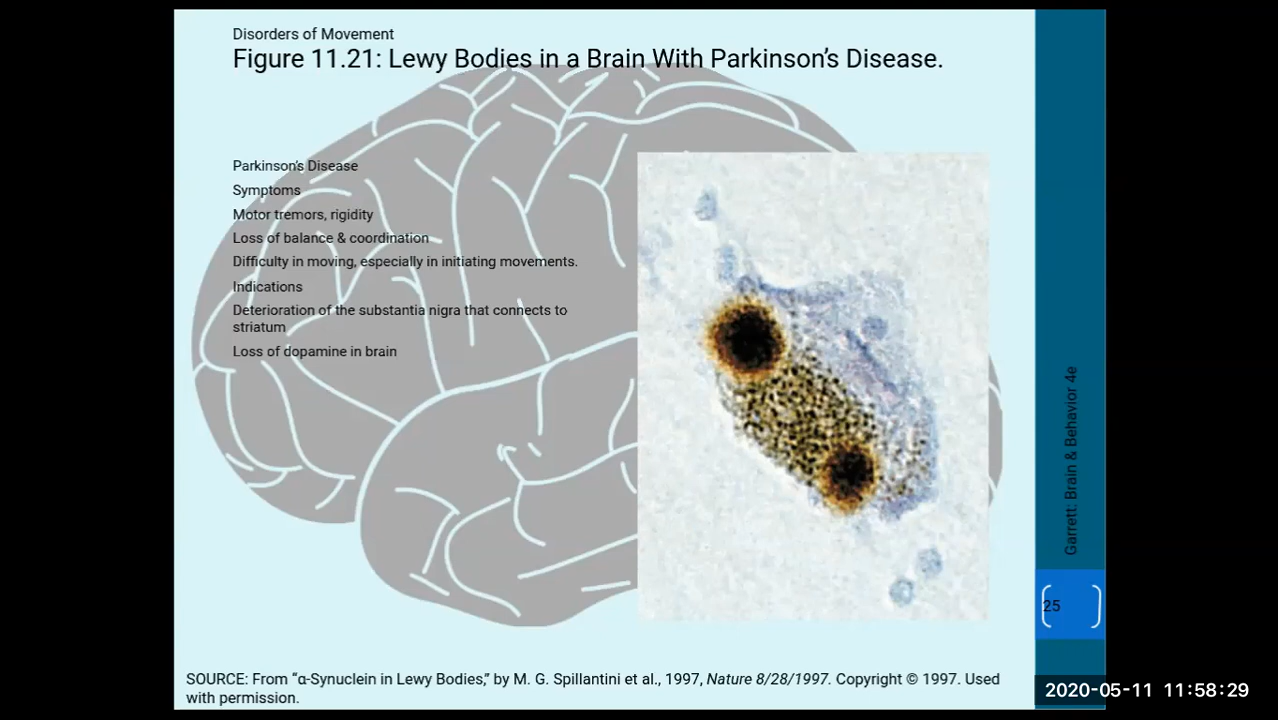 Disorders of Movement
Figure 11.21: Lewy Bodies in a Brain With Parkinson's Disease.
Parkinson's Disease
Symptoms
Motor tremors, rigidity
Loss of balance & coordination
Difficulty in moving, especially in initiating movements.
Indications
Deterioration of the substantia nigra that connects to
striatum
Loss of dopamine in brain
Garrett: Brain & Behavior 4e
25
SOURCE: From “α-Synuclein in Lewy Bodies,” by M. G. Spillantini et al., 1997, Nature 8/28/1997. Copyright © 1997. Used
with permission.
2020-05-11 11:58:29